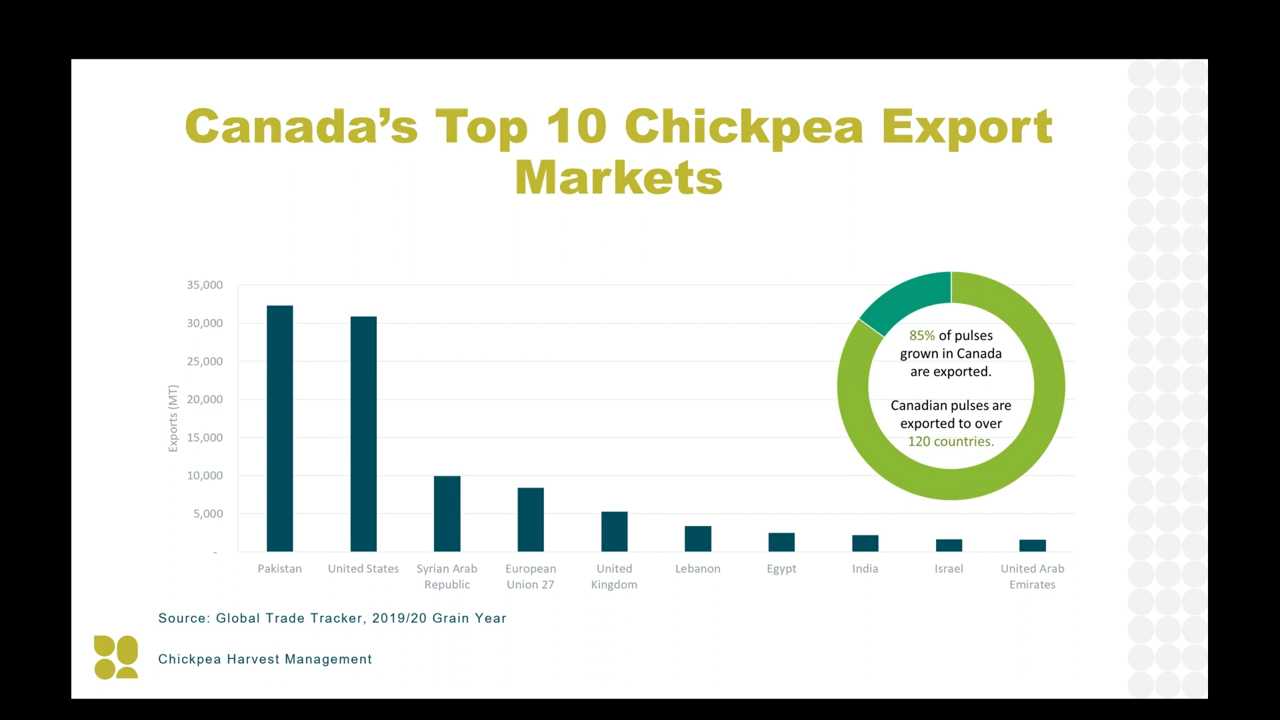 Canada’s Top 10 Chickpea Export
Markets
35,000
30,000
25,000
20,000
15,000
10,000
5,000
-
Exports (MT)
85% of pulses
grown in Canada
are exported.
Canadian pulses are
exported to over
120 countries.
Pakistan
United States
Syrian Arab
Republic
European
Union 27
United
Kingdom
Lebanon
Egypt
India
Israel
United Arab
Emirates
Source: Global Trade Tracker, 2019/20 Grain Year
Chickpea Harvest Management